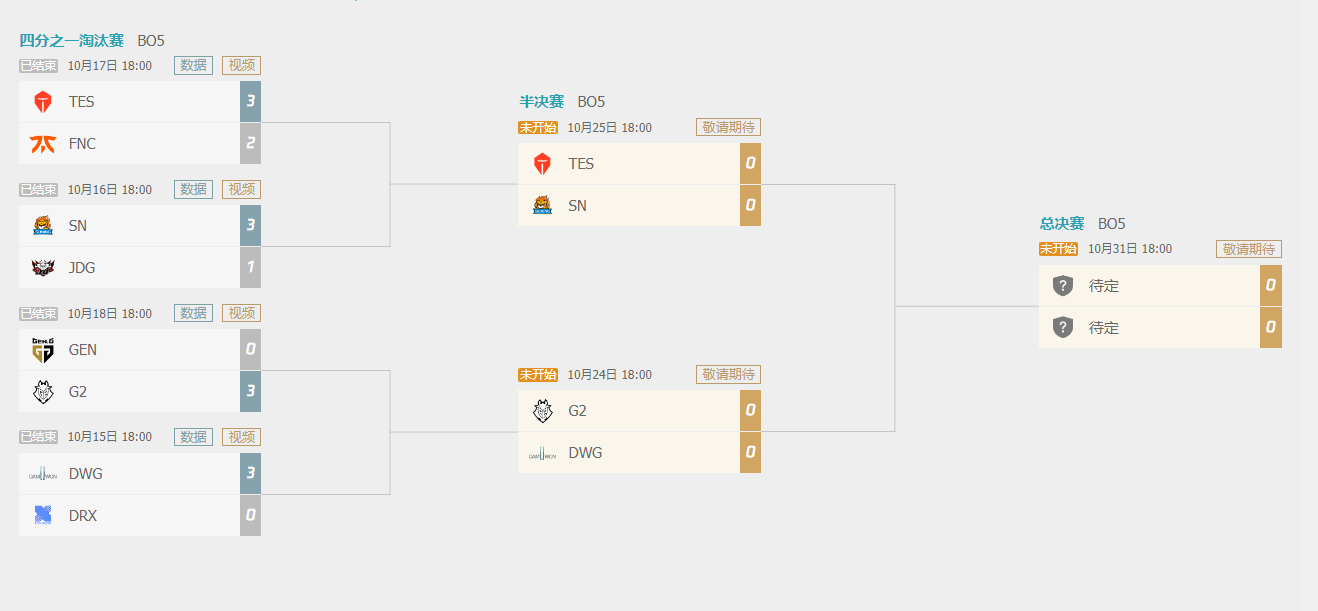 四分之一淘汰赛 BO5
已结束 10月17日 18:00 数据 视频
TES 3
FNC 2
已结束 10月16日 18:00 数据 视频
SN 3
JDG 1
已结束 10月18日 18:00 数据 视频
GEN.G
GEN 0
G2 3
已结束 10月15日 18:00 数据 视频
DAMWON
DWG 3
DRX 0
半决赛 BO5
未开始 10月25日 18:00 敬请期待
TES 0
SN 0
未开始 10月24日 18:00 敬请期待
G2 0
DAMWON
DWG 0
总决赛 BO5
未开始 10月31日 18:00 敬请期待
? 待定 0
? 待定 0